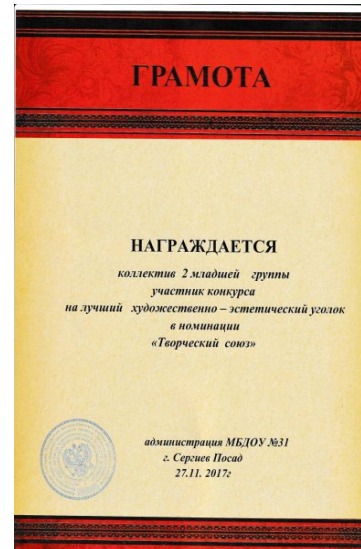 ГРАМОТА
НАГРАЖДАЕТСЯ
коллектив 2 младшей группы
участник конкурса
на лучший художественно – эстетический уголок
в номинации
«Творческий союз»
администрация МБДОУ №31
г. Сергиев Посад
27.11. 2017г